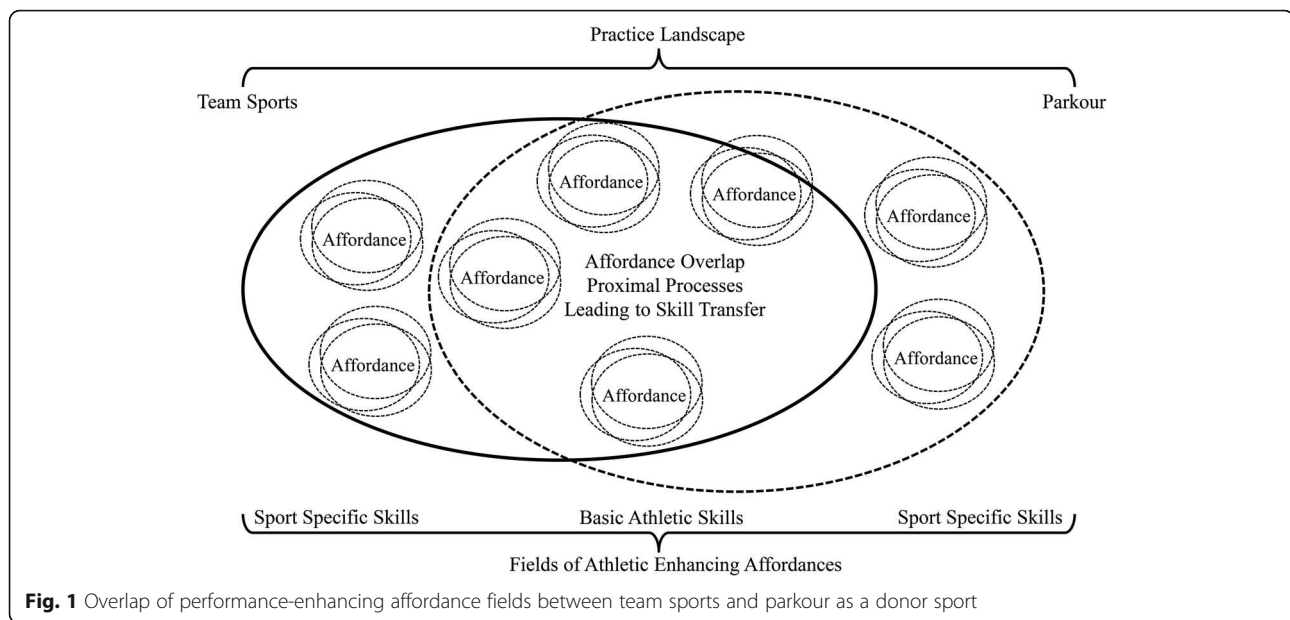 Practice Landscape
Team Sports
Parkour
Affordance
Affordance
Affordance
Affordance
Affordance
Affordance
Affordance Overlap
Proximal Processes
Leading to Skill Transfer
Affordance
Affordance
Affordance
Sport Specific Skills
Basic Athletic Skills
Sport Specific Skills
Fields of Athletic Enhancing Affordances
Fig. 1 Overlap of performance-enhancing affordance fields between team sports and parkour as a donor sport